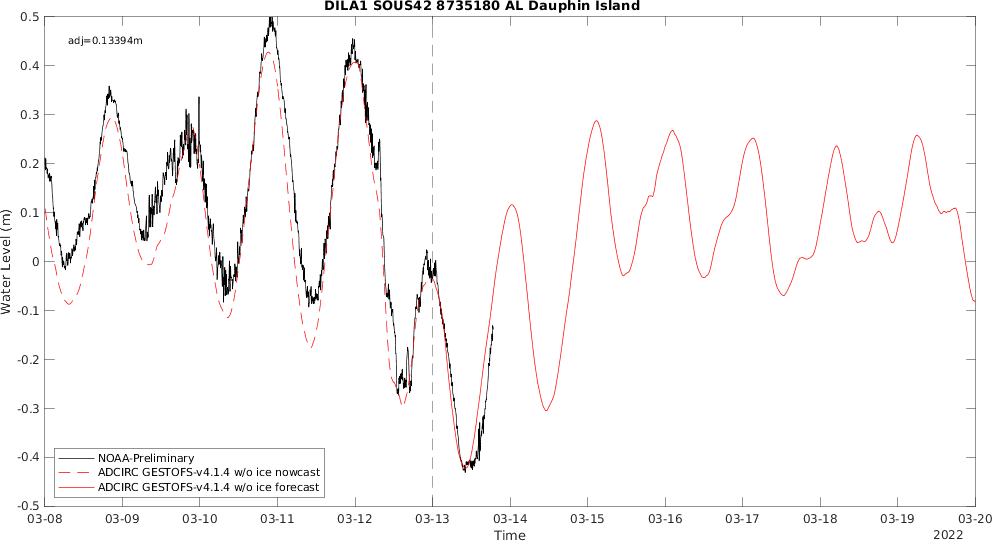 DILA1 SOUS42 8735180 AL Dauphin Island
adj=0.13394m
0.5
0.4
0.3
0.2
0.1
0
-0.1
-0.2
-0.3
-0.4
-0.5
Water Level (m)
NOAA-Preliminary
ADCIRC GESTOFS-v4.1.4 w/o ice nowcast
ADCIRC GESTOFS-v4.1.4 w/o ice forecast
03-08 03-09 03-10 03-11 03-12 03-13 03-14 03-15 03-16 03-17 03-18 03-19 03-20
Time
2022